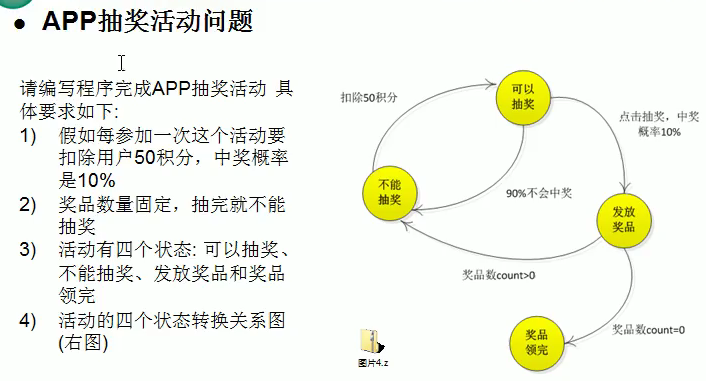 ● APP抽奖活动问题
请编写程序完成APP抽奖活动 具
体要求如下:
1) 假如每参加一次这个活动要
扣除用户50积分，中奖概率
是10%
2) 奖品数量固定，抽完就不能
抽奖
3) 活动有四个状态: 可以抽奖、
不能抽奖、发放奖品和奖品
领完
4) 活动的四个状态转换关系图
(右图)
可以
抽奖
扣除50积分
点击抽奖，中奖
概率10%
不能
抽奖
90%不会中奖
发放
奖品
奖品数count>0
奖品
领完
奖品数count=0
图片4.z